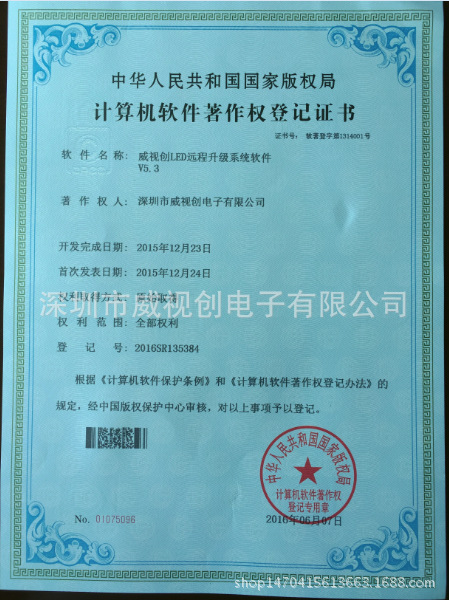 中华人民共和国国家版权局
计算机软件著作权登记证书
证书号： 软著登字第1314001号
软件名称： 威视创LED远程升级系统软件
V5.3
著作权人： 深圳市威视创电子有限公司
开发完成日期： 2015年12月23日
首次发表日期： 2015年12月24日
权利取得方式： 原始取得
深圳市威视创电子有限公司
权利范围： 全部权利
登记号： 2016SR135384
根据《计算机软件保护条例》和《计算机软件著作权登记办法》的
规定，经中国版权保护中心审核，对以上事项予以登记。
中华人民共和国国家版权局
计算机软件著作权
登记专用章
No. 01075096
2016年06月07日
shop1470415613663.1688.com